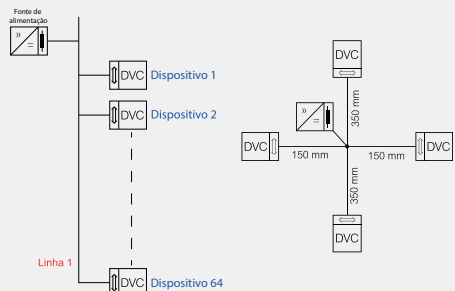 Fonte de
alimentação
»
=
DVC Dispositivo 1
DVC Dispositivo 2
Linha 1
DVC Dispositivo 64
DVC
350 mm
»
=
DVC
150 mm
150 mm
DVC
350 mm
DVC